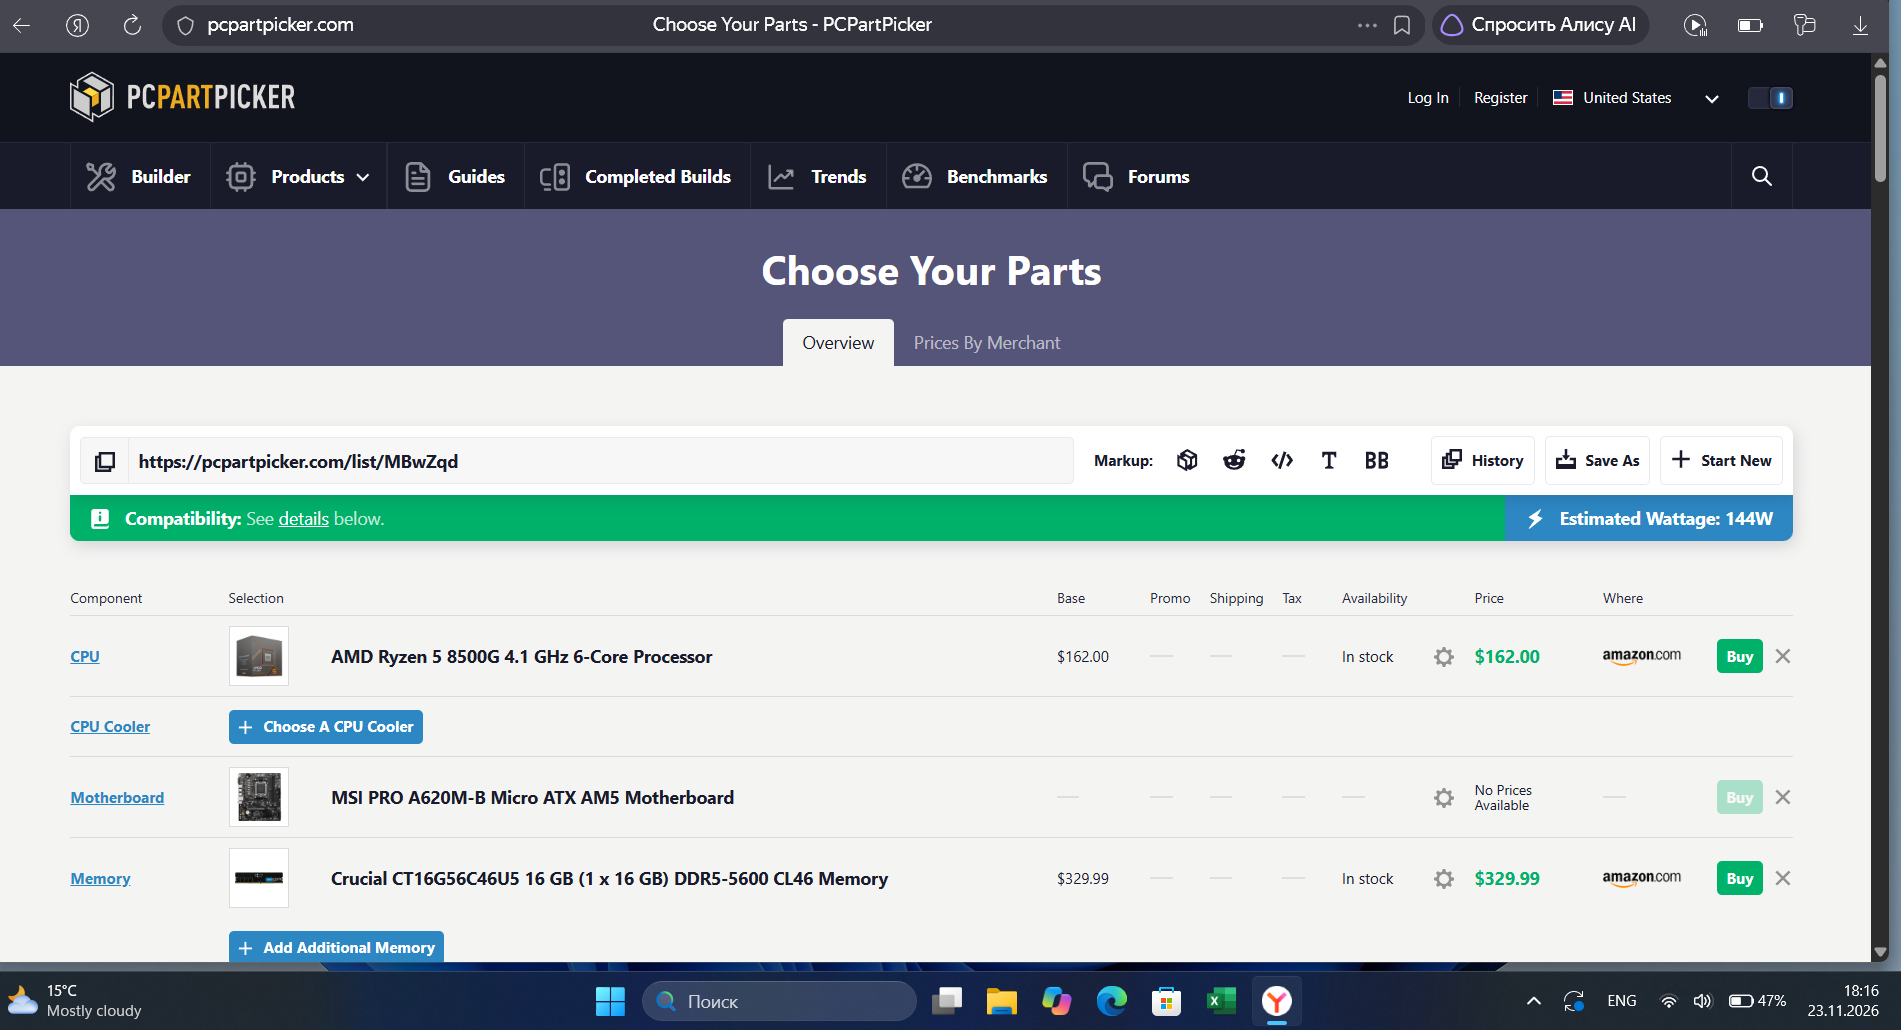 pcpartpicker.com
Choose Your Parts - PCPartPicker
Спросить Алису AI
PCPARTPICKER
Log In
Register
United States
Builder
Products
Guides
Completed Builds
Trends
Benchmarks
Forums
Choose Your Parts
Overview
Prices By Merchant
https://pcpartpicker.com/list/MBwZqd
Markup:
T
BB
History
Save As
Start New
Compatibility: See details below.
Estimated Wattage: 144W
Component Selection Base Promo Shipping Tax Availability Price Where
CPU
AMD Ryzen 5 8500G 4.1 GHz 6-Core Processor
$162.00
In stock
$162.00
amazon.com
Buy
CPU Cooler
Choose A CPU Cooler
Motherboard
MSI PRO A620M-B Micro ATX AM5 Motherboard
No Prices
Available
Buy
Memory
Crucial CT16G56C46U5 16 GB (1 x 16 GB) DDR5-5600 CL46 Memory
$329.99
In stock
$329.99
amazon.com
Buy
Add Additional Memory
15°C
Mostly cloudy
Поиск
ENG
47%
18:16
23.11.2026